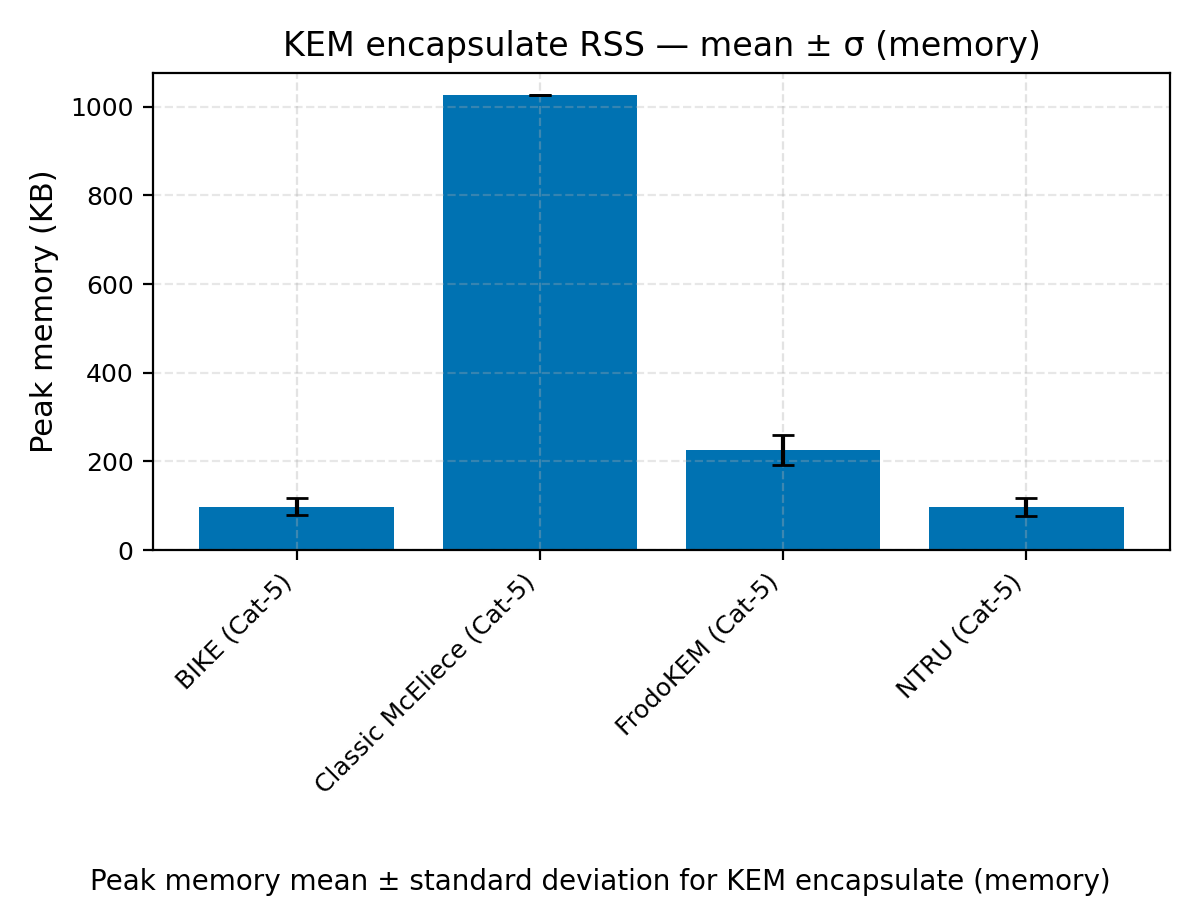 KEM encapsulate RSS — mean ± σ (memory)
Peak memory (KB)
1000
800
600
400
200
0
BIKE (Cat-5)
Classic McEliece (Cat-5)
FrodoKEM (Cat-5)
NTRU (Cat-5)
Peak memory mean ± standard deviation for KEM encapsulate (memory)